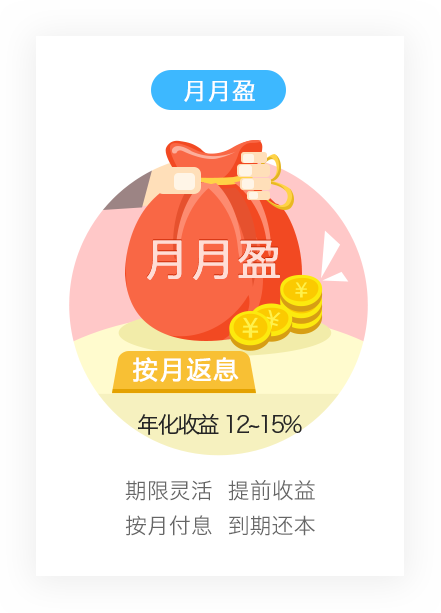 月月盈
月月盈
¥
¥ ¥
按月返息
年化收益 12~15%
期限灵活 提前收益
按月付息 到期还本